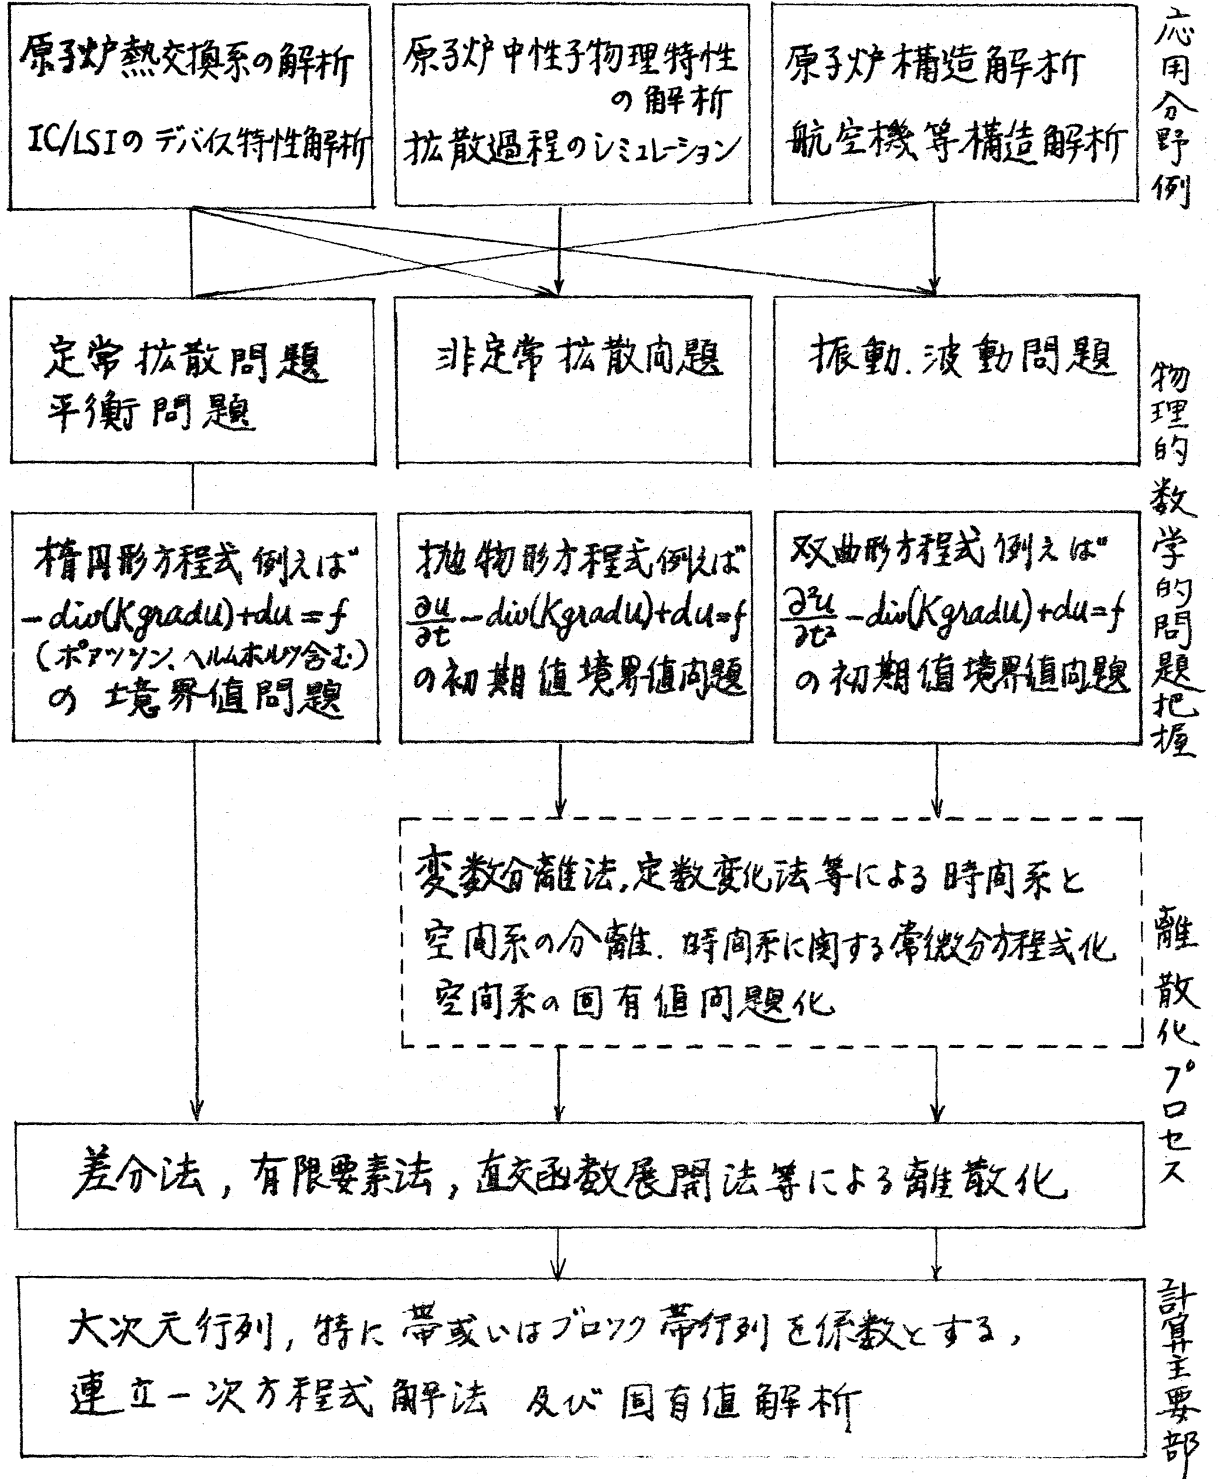 原子炉熱交換系の解析
IC/LSIのデバイス特性解析
原子炉中性子物理特性
の解析
拡散過程のシミュレーション
原子炉構造解析
航空機等構造解析
応用分野例
定常拡散問題
平衡問題
非定常拡散問題
振動、波動問題
楕円形方程式例えば
-div(K grad u)+du=f
(ポアッソン、ヘルムホルツ含む)
の境界値問題
抛物形方程式例えば
∂u/∂t -div(K grad u)+du=f
の初期値境界値問題
双曲形方程式例えば
∂²u/∂t² -div(K grad u)+du=f
の初期値境界値問題
物理的数学的問題把握
変数分離法,定数変化法等による時間系と
空間系の分離.時間系に関する常微分方程式化
空間系の固有値問題化
差分法,有限要素法,直交函数展開法等による離散化
離散化プロセス
大次元行列,特に帯或いはブロック帯行列を係数とする,
連立一次方程式解法 及び固有値解析
計算主要部